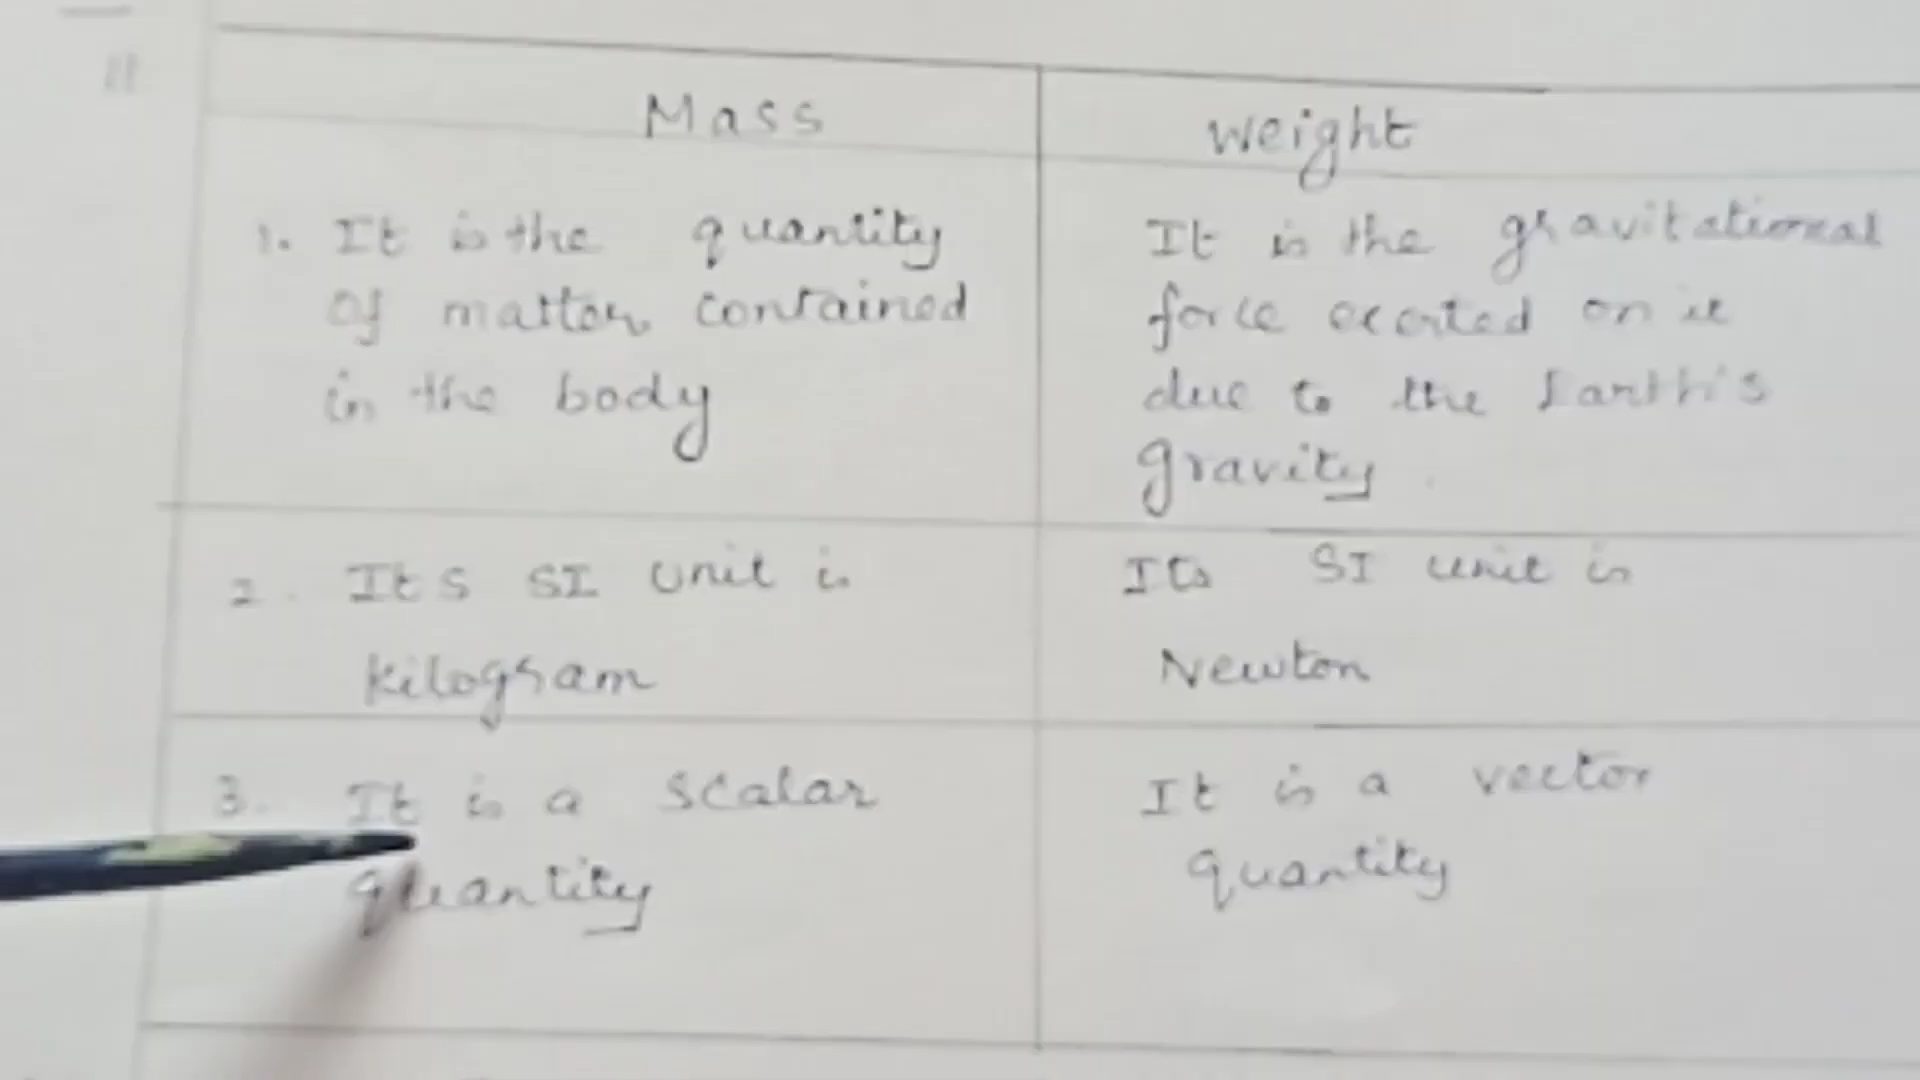 11
Mass
Weight
1. It is the quantity
of matter contained
in the body
It is the gravitational
force exerted on it
due to the Earth's
gravity.
2. Its SI unit is
Kilogram
Its SI unit is
Newton
3. It is a scalar
quantity
It is a vector
quantity